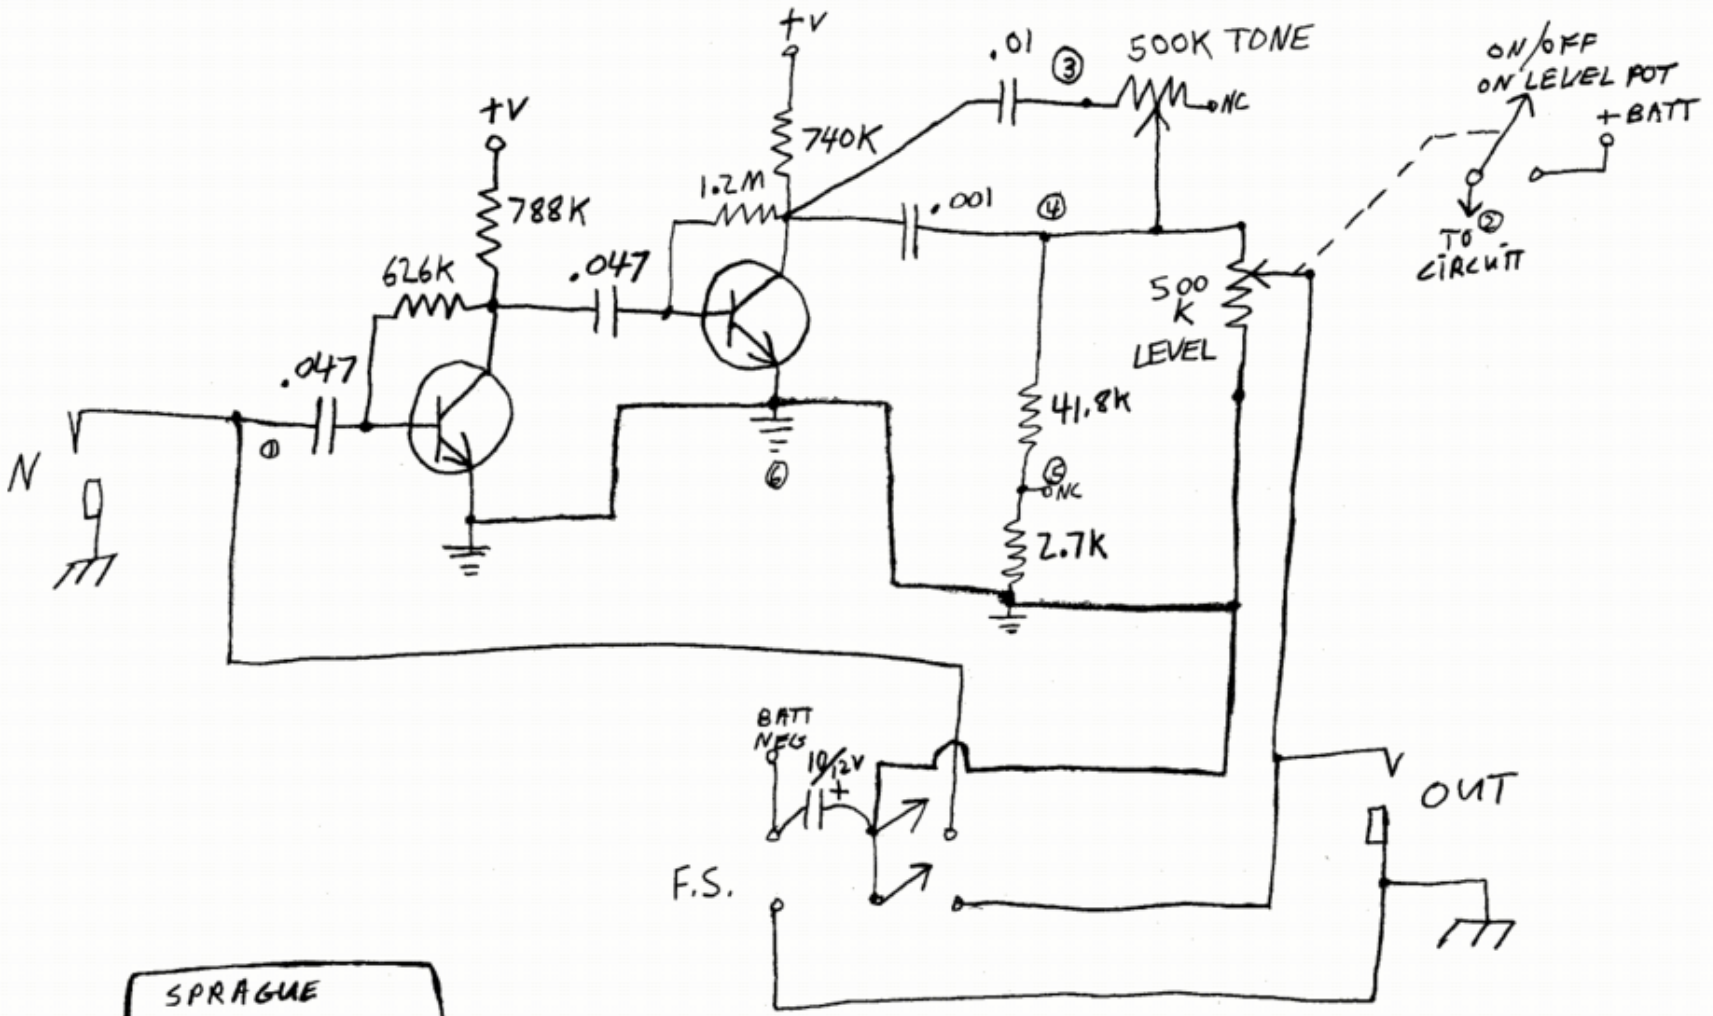 +V
.01
③
500K TONE
NC
ON/OFF
ON LEVEL POT
+ BATT
②
TO
CIRCUIT
+V
740K
788K
1.2M
.001
④
626K
.047
500
K
LEVEL
.047
①
41.8K
N
⑥
⑤
NC
2.7K
BATT
NEG
10/12V
+
OUT
F.S.
SPRAGUE